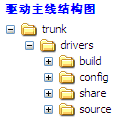 驱动主线结构图
trunk
drivers
build
config
share
source